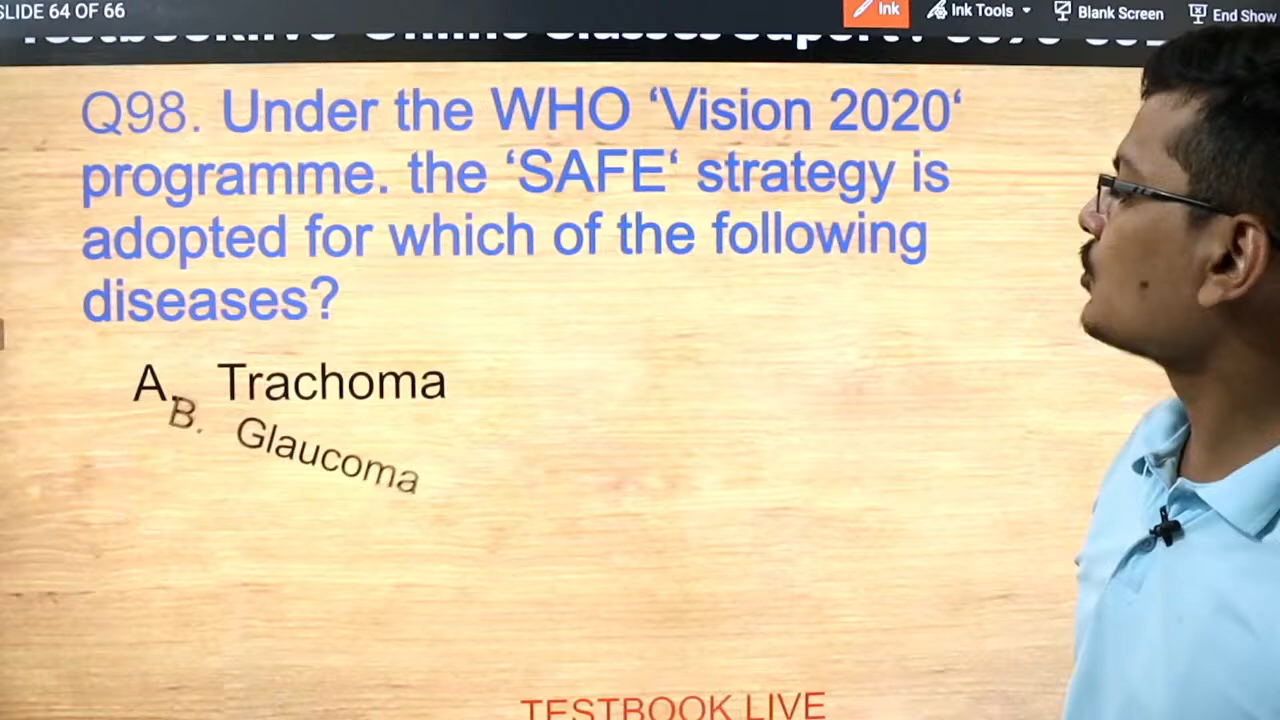 SLIDE 64 OF 66
Ink
Ink Tools
Blank Screen
End Show
Q98. Under the WHO ‘Vision 2020‘
programme. the ‘SAFE‘ strategy is
adopted for which of the following
diseases?
A. Trachoma
B. Glaucoma
TESTBOOK LIVE